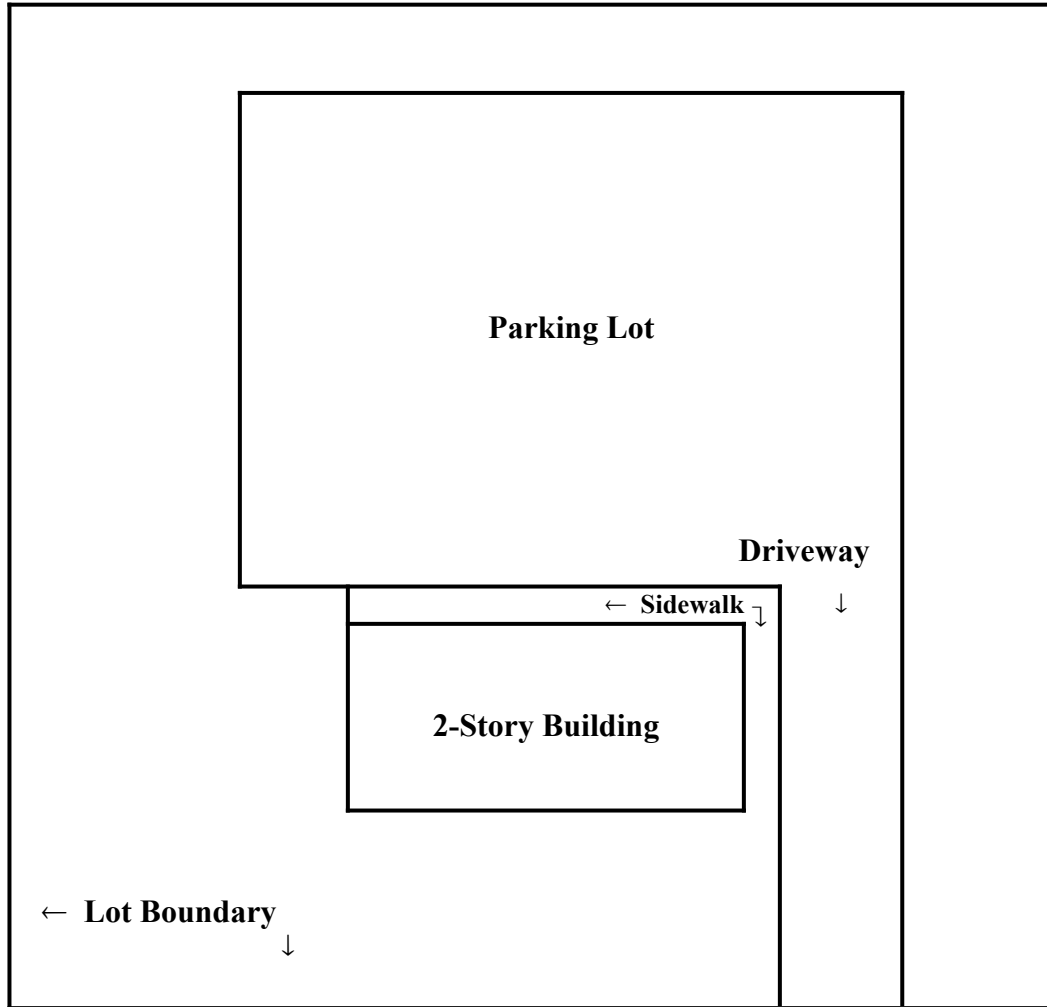 Parking Lot
Driveway
↓
← Sidewalk
2-Story Building
← Lot Boundary
↓